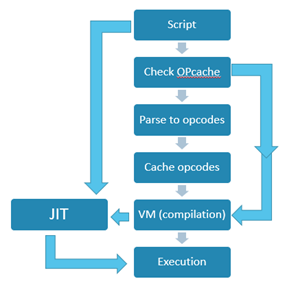 Script
Check OPcache
Parse to opcodes
Cache opcodes
JIT
VM (compilation)
Execution